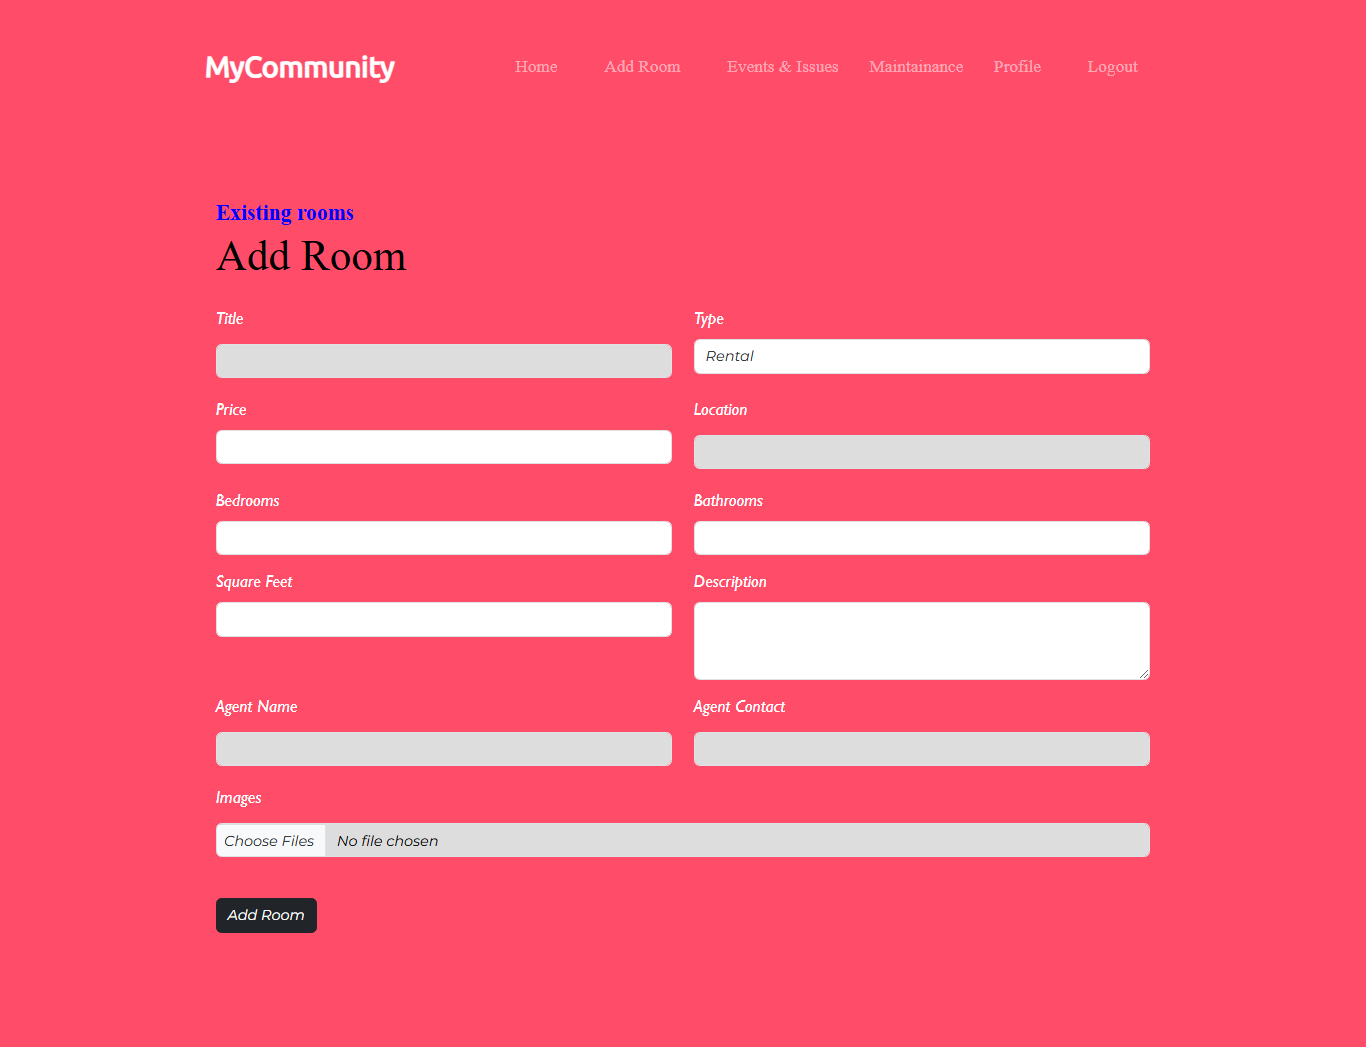 MyCommunity
Home Add Room Events & Issues Maintainance Profile Logout
Existing rooms
Add Room
Title Type
Rental
Price Location
Bedrooms Bathrooms
Square Feet Description
Agent Name Agent Contact
Images
Choose Files No file chosen
Add Room